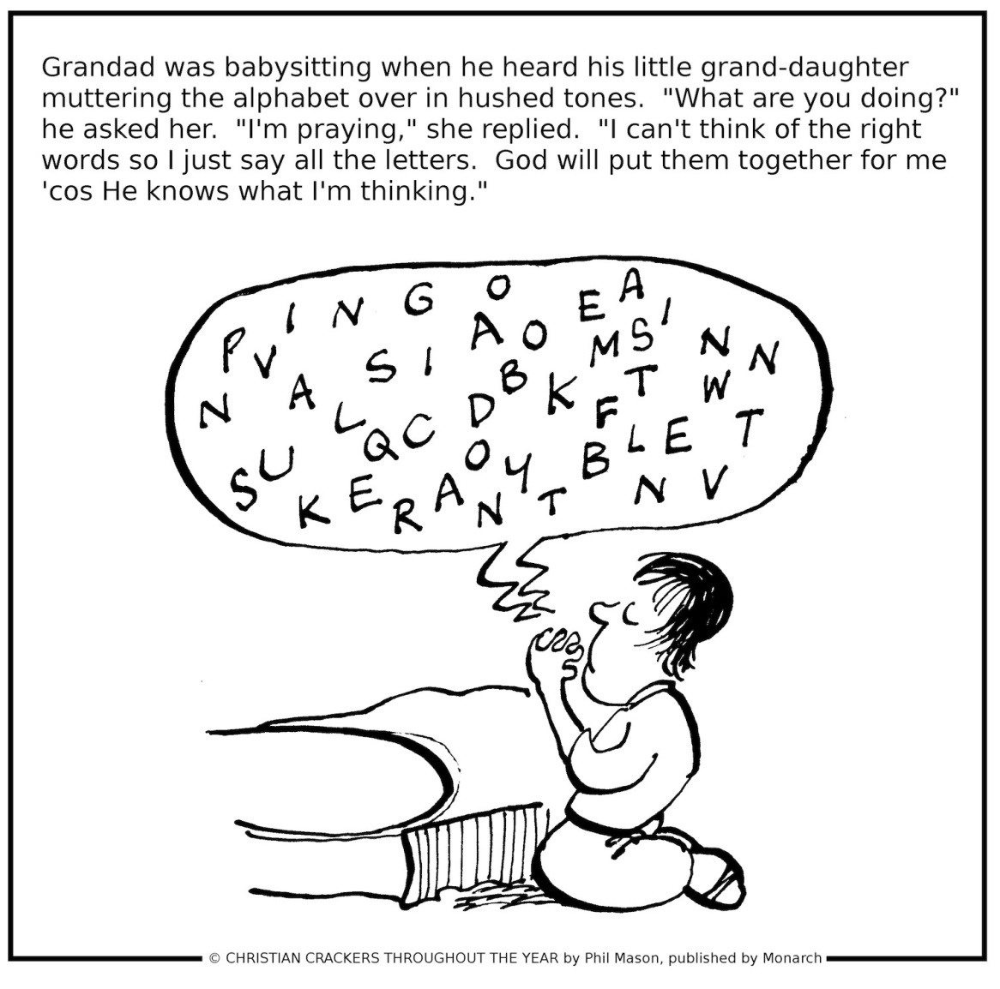 Grandad was babysitting when he heard his little grand-daughter
muttering the alphabet over in hushed tones.  "What are you doing?"
he asked her.  "I'm praying," she replied.  "I can't think of the right
words so I just say all the letters.  God will put them together for me
'cos He knows what I'm thinking."
P I N G O E A I
V S I A O M S N N
N A L Q C D B K F T W
S U O Y B L E T
K E R A N T N V
© CHRISTIAN CRACKERS THROUGHOUT THE YEAR by Phil Mason, published by Monarch